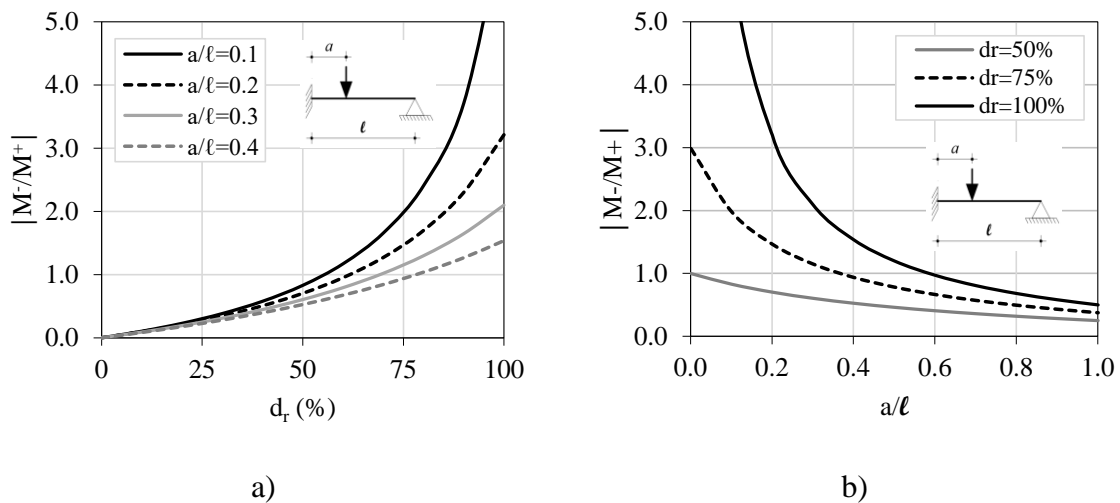 5.0
4.0
3.0
2.0
1.0
0.0
|M-/M+|
a/ℓ=0.1
a/ℓ=0.2
a/ℓ=0.3
a/ℓ=0.4
a
ℓ
0 25 50 75 100
dᵣ (%)
a)
5.0
4.0
3.0
2.0
1.0
0.0
|M-/M+|
dr=50%
dr=75%
dr=100%
a
ℓ
0.0 0.2 0.4 0.6 0.8 1.0
a/ℓ
b)